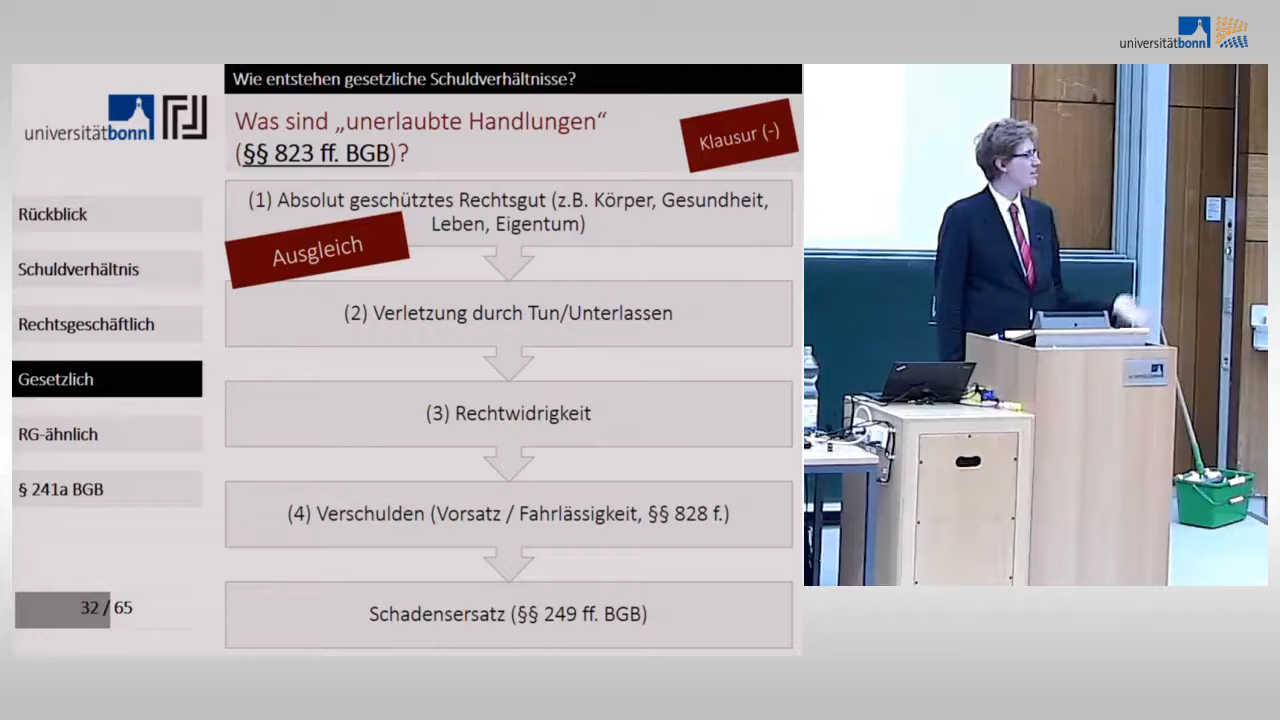 universitätbonn
Wie entstehen gesetzliche Schuldverhältnisse?
universitätbonn
Was sind „unerlaubte Handlungen“
(§§ 823 ff. BGB)?
Klausur (-)
Rückblick
Schuldverhältnis
Rechtsgeschäftlich
Gesetzlich
RG-ähnlich
§ 241a BGB
32 / 65
(1) Absolut geschütztes Rechtsgut (z.B. Körper, Gesundheit,
Leben, Eigentum)
Ausgleich
(2) Verletzung durch Tun/Unterlassen
(3) Rechtwidrigkeit
(4) Verschulden (Vorsatz / Fahrlässigkeit, §§ 828 f.)
Schadensersatz (§§ 249 ff. BGB)